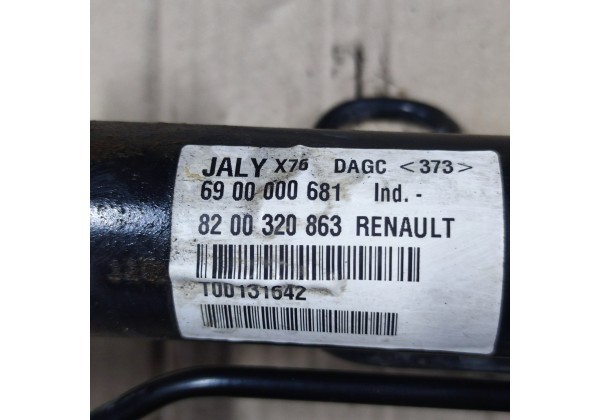 JALY X76 DAGC <373>
69 00 000 681 Ind. -
82 00 320 863 RENAULT
T00131642